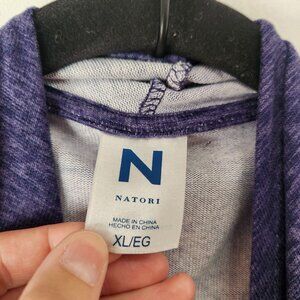 N
NATORI
MADE IN CHINA
HECHO EN CHINA
XL/EG